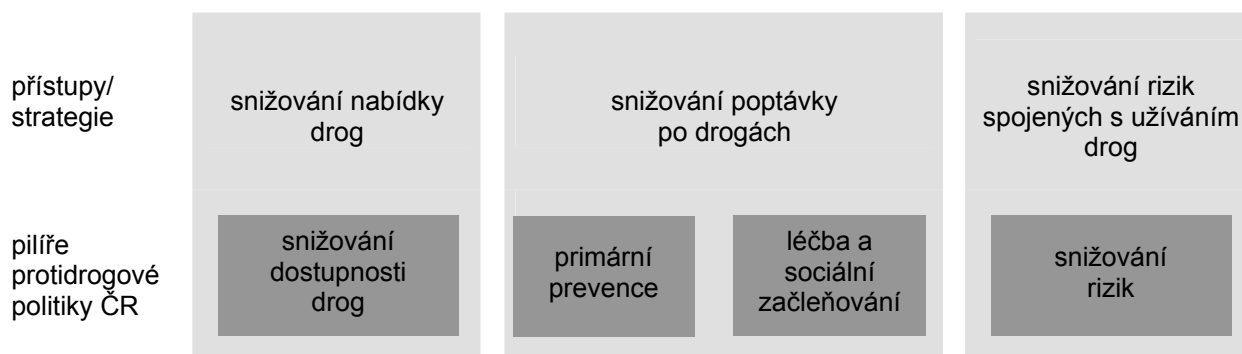 přístupy/
strategie
snižování nabídky
drog
snižování poptávky
po drogách
snižování rizik
spojených s užíváním
drog
pilíře
protidrogové
politiky ČR
snižování
dostupnosti
drog
primární
prevence
léčba a
sociální
začleňování
snižování
rizik